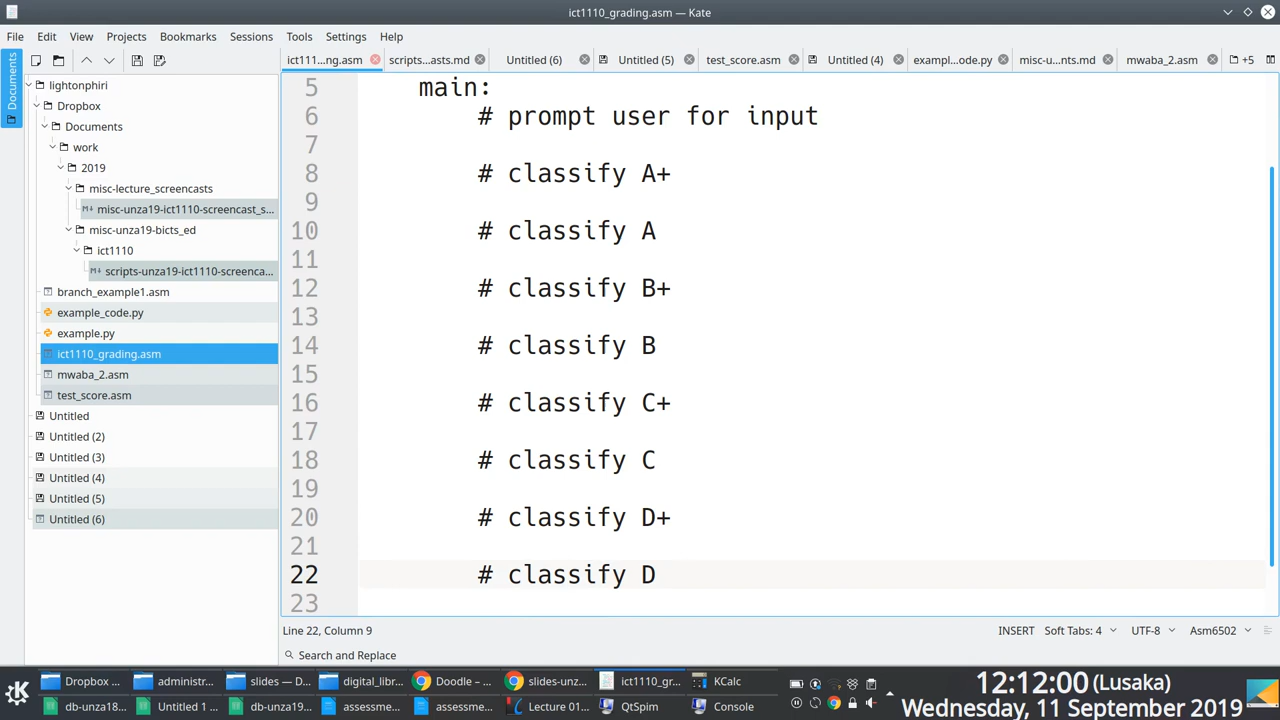 ict1110_grading.asm — Kate
File Edit View Projects Bookmarks Sessions Tools Settings Help
Documents
ict111...ng.asm scripts...asts.md Untitled (6) Untitled (5) test_score.asm Untitled (4) exampl...ode.py misc-u...nts.md mwaba_2.asm +5
lightonphiri
Dropbox
Documents
work
2019
misc-lecture_screencasts
misc-unza19-ict1110-screencast_s...
misc-unza19-bicts_ed
ict1110
scripts-unza19-ict1110-screenca...
branch_example1.asm
example_code.py
example.py
ict1110_grading.asm
mwaba_2.asm
test_score.asm
Untitled
Untitled (2)
Untitled (3)
Untitled (4)
Untitled (5)
Untitled (6)
5 main:
6 # prompt user for input
7
8 # classify A+
9
10 # classify A
11
12 # classify B+
13
14 # classify B
15
16 # classify C+
17
18 # classify C
19
20 # classify D+
21
22 # classify D
23
Line 22, Column 9 INSERT Soft Tabs: 4 UTF-8 Asm6502
Search and Replace
Dropbox ... administr... slides — D... digital_libr... Doodle – ... slides-unz... ict1110_gr... KCalc
db-unza18... Untitled 1 ... db-unza19... assessme... assessme... Lecture 01... QtSpim Console
12:12:00 (Lusaka)
Wednesday, 11 September 2019